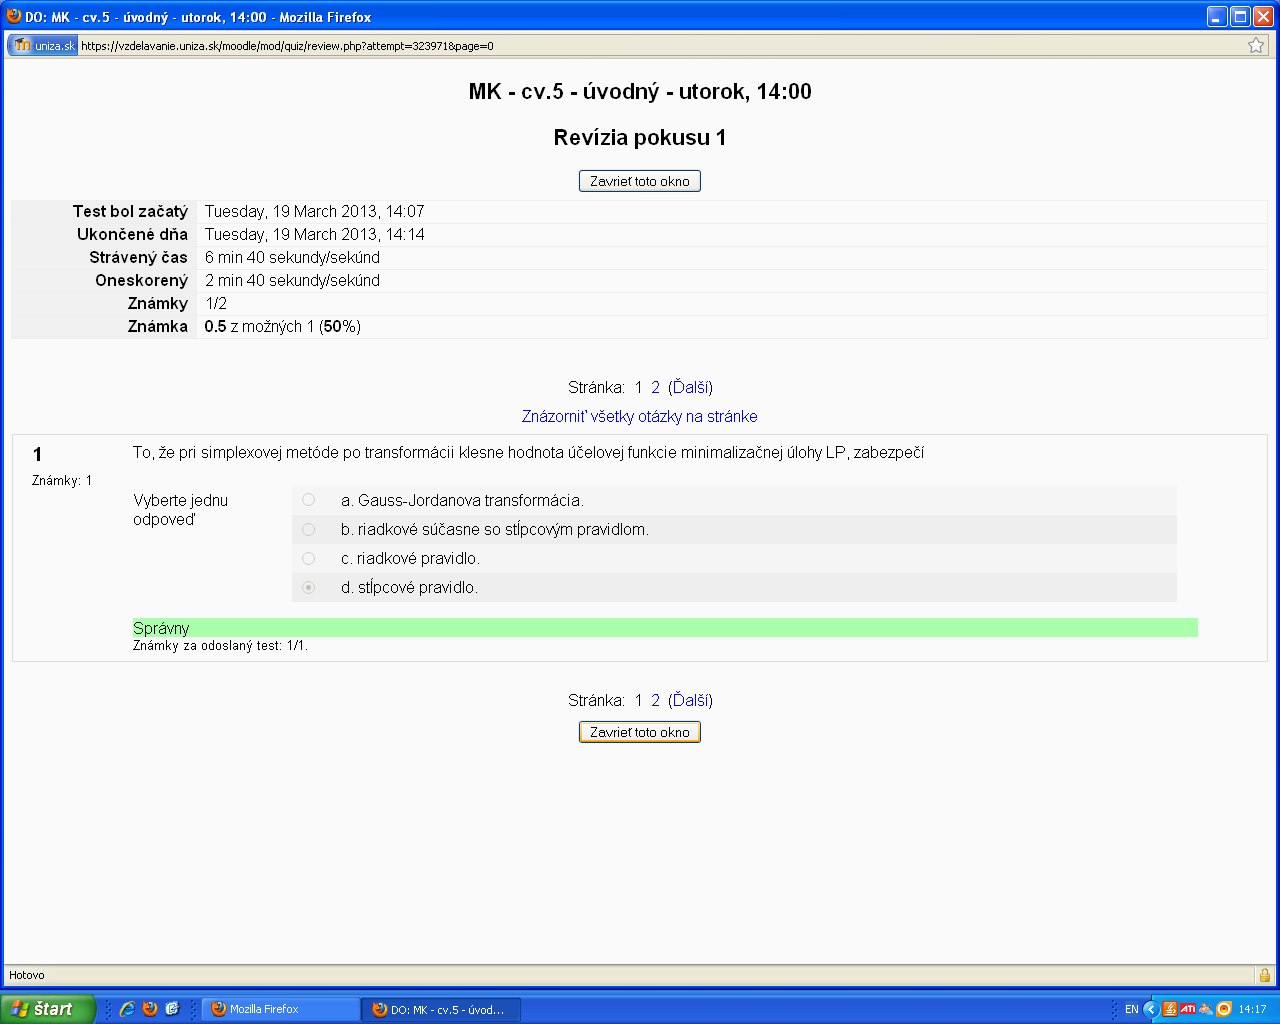 DO: MK - cv.5 - úvodný - utorok, 14:00 - Mozilla Firefox
uniza.sk https://vzdelavanie.uniza.sk/moodle/mod/quiz/review.php?attempt=323971&page=0
MK - cv.5 - úvodný - utorok, 14:00
Revízia pokusu 1
Zavrieť toto okno
Test bol začatý Tuesday, 19 March 2013, 14:07
Ukončené dňa Tuesday, 19 March 2013, 14:14
Strávený čas 6 min 40 sekundy/sekúnd
Oneskorený 2 min 40 sekundy/sekúnd
Známky 1/2
Známka 0.5 z možných 1 (50%)
Stránka: 1 2 (Ďalší)
Znázorniť všetky otázky na stránke
1 To, že pri simplexovej metóde po transformácii klesne hodnota účelovej funkcie minimalizačnej úlohy LP, zabezpečí
Známky: 1
Vyberte jednu odpoveď
a. Gauss-Jordanova transformácia.
b. riadkové súčasne so stĺpcovým pravidlom.
c. riadkové pravidlo.
d. stĺpcové pravidlo.
Správny
Známky za odoslaný test: 1/1.
Stránka: 1 2 (Ďalší)
Zavrieť toto okno
Hotovo
štart Mozilla Firefox DO: MK - cv.5 - úvod... EN ATI 14:17